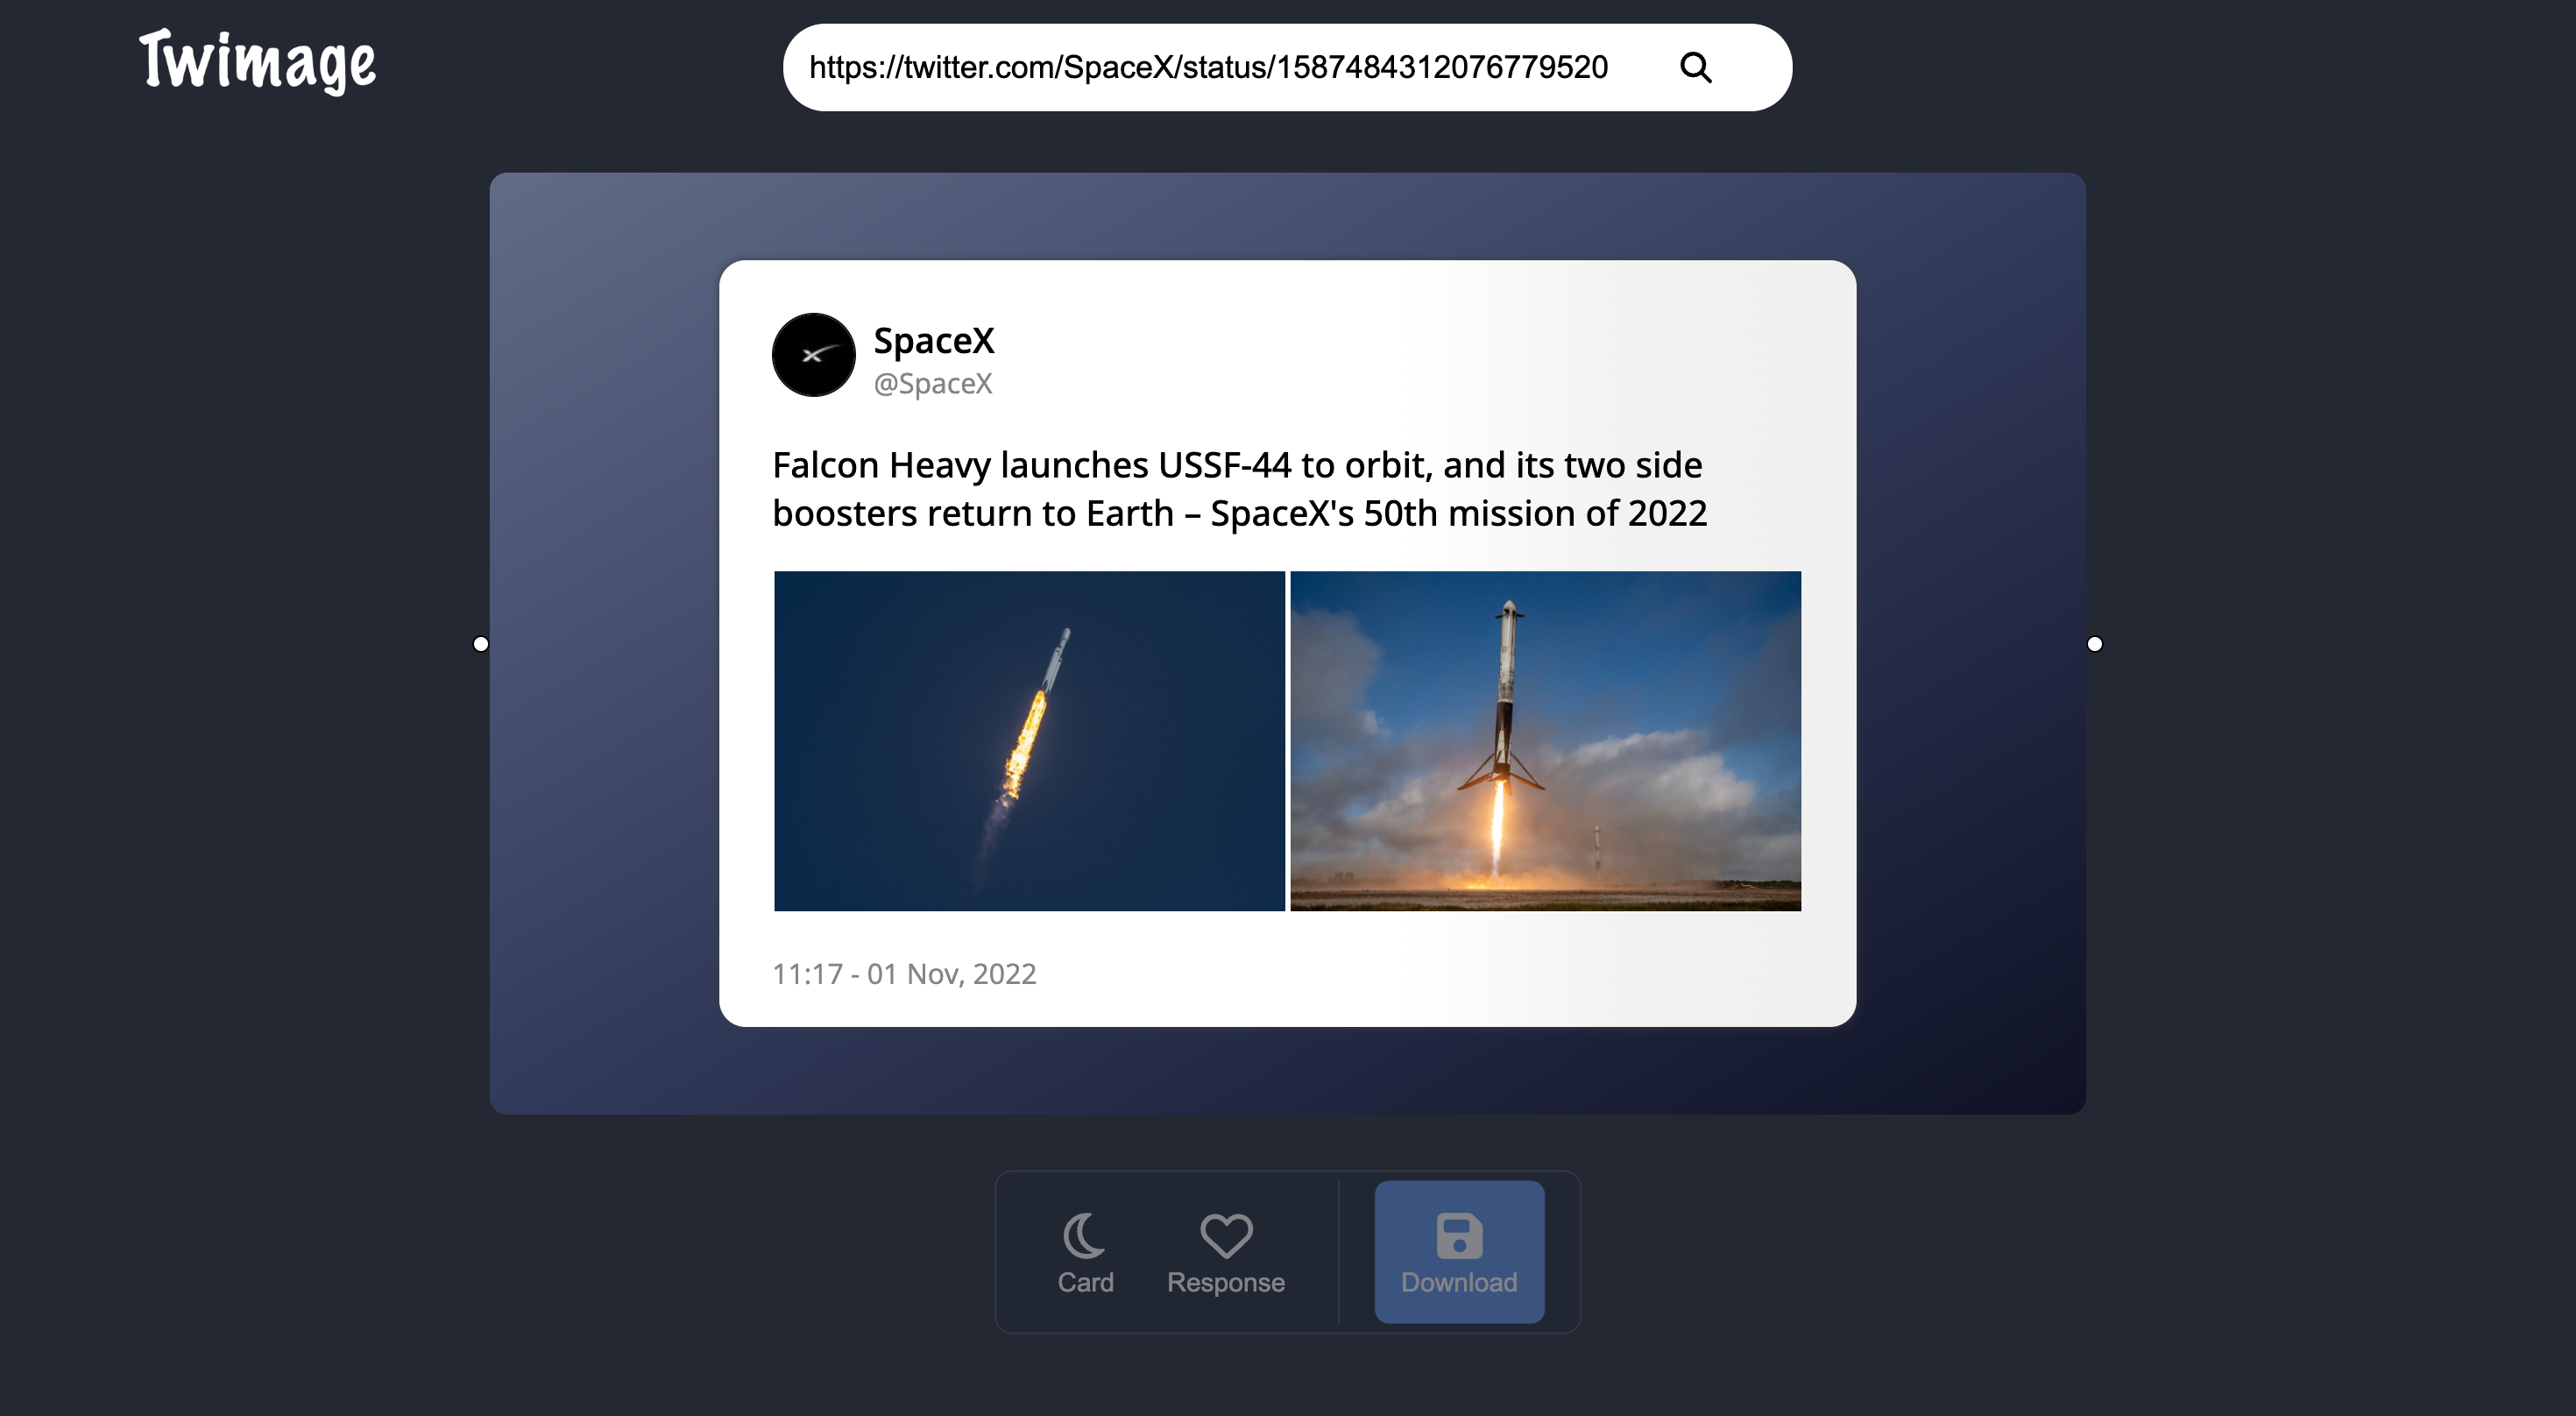 Twimage
https://twitter.com/SpaceX/status/1587484312076779520
SpaceX
@SpaceX
Falcon Heavy launches USSF-44 to orbit, and its two side
boosters return to Earth – SpaceX's 50th mission of 2022
11:17 - 01 Nov, 2022
Card
Response
Download